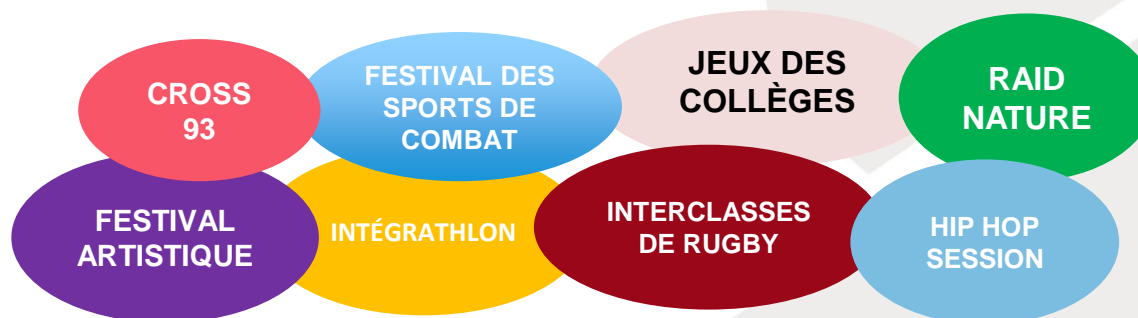 CROSS
93
FESTIVAL DES
SPORTS DE
COMBAT
JEUX DES
COLLÈGES
RAID
NATURE
FESTIVAL
ARTISTIQUE
INTÉGRATHLON
INTERCLASSES
DE RUGBY
HIP HOP
SESSION